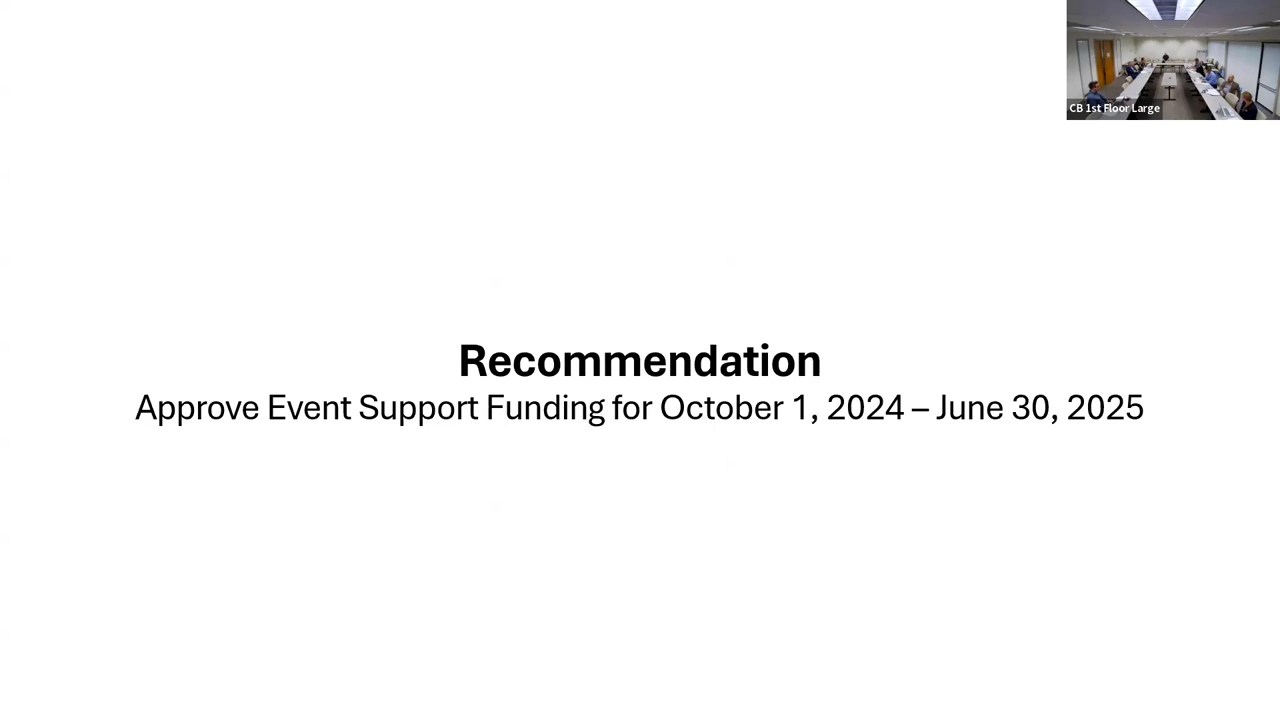 CB 1st Floor Large
Recommendation
Approve Event Support Funding for October 1, 2024 – June 30, 2025